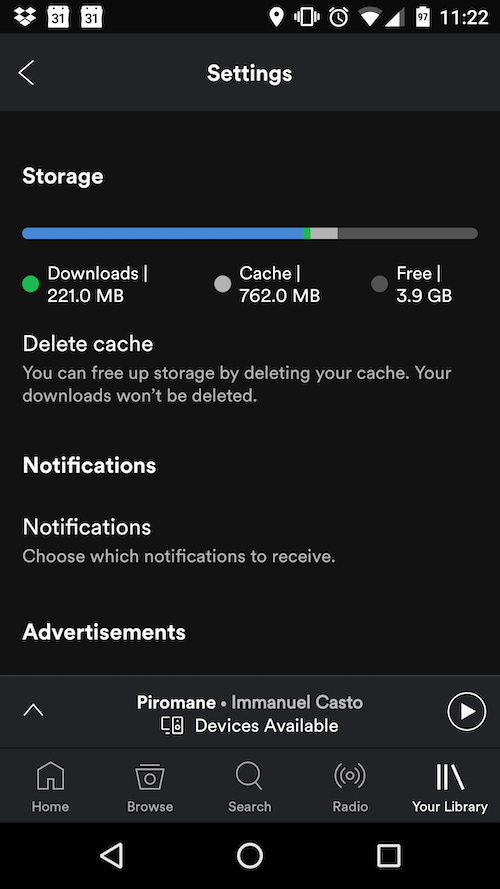 31 31 97 11:22
Settings
Storage
Downloads |
221.0 MB
Cache |
762.0 MB
Free |
3.9 GB
Delete cache
You can free up storage by deleting your cache. Your
downloads won’t be deleted.
Notifications
Notifications
Choose which notifications to receive.
Advertisements
Piromane • Immanuel Casto
Devices Available
Home Browse Search Radio Your Library